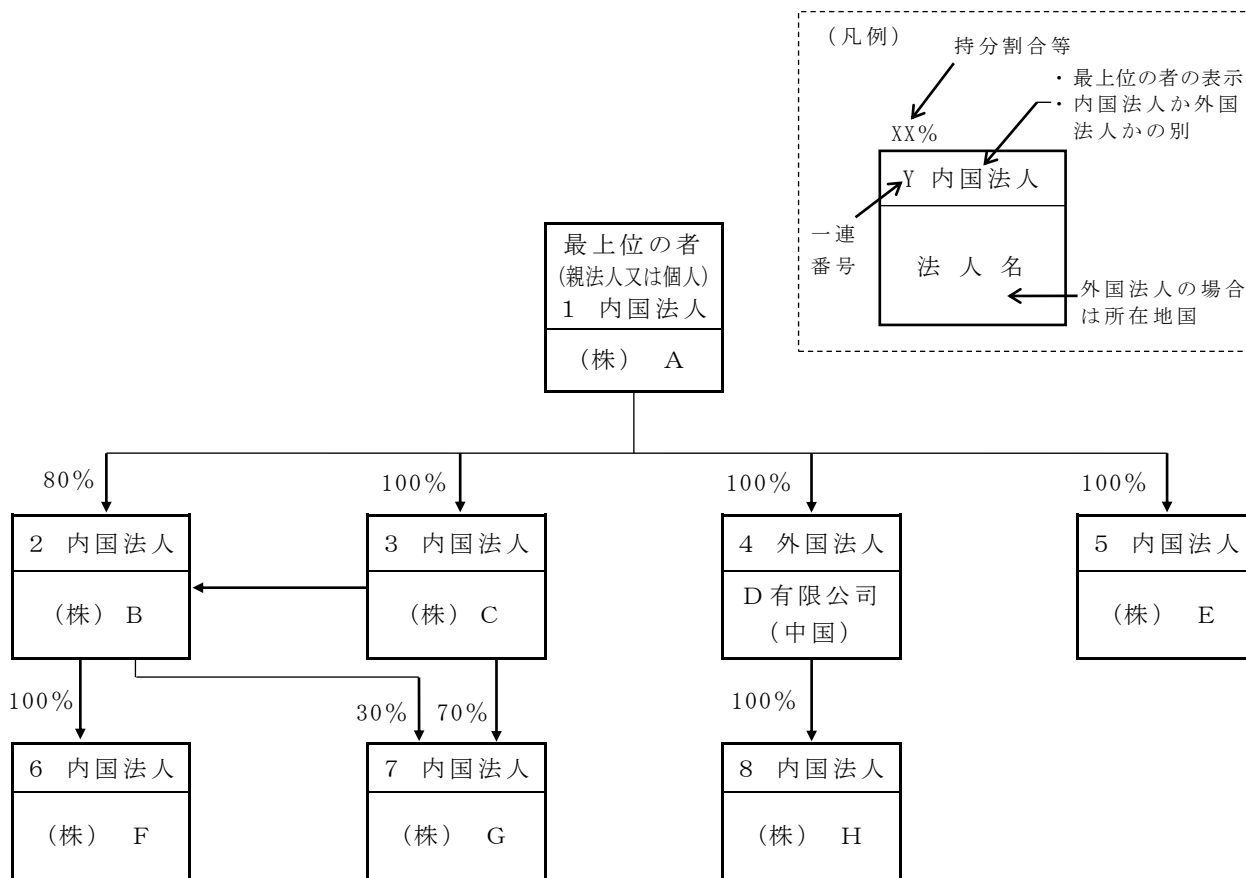 (凡例)
持分割合等
・最上位の者の表示
・内国法人か外国
法人かの別
XX%
Y 内国法人
一連
番号
法人名
外国法人の場合
は所在地国
最上位の者
(親法人又は個人)
1 内国法人
(株) A
80%
100%
100%
100%
2 内国法人
(株) B
3 内国法人
(株) C
4 外国法人
D有限公司
(中国)
5 内国法人
(株) E
100%
30%
70%
100%
6 内国法人
(株) F
7 内国法人
(株) G
8 内国法人
(株) H